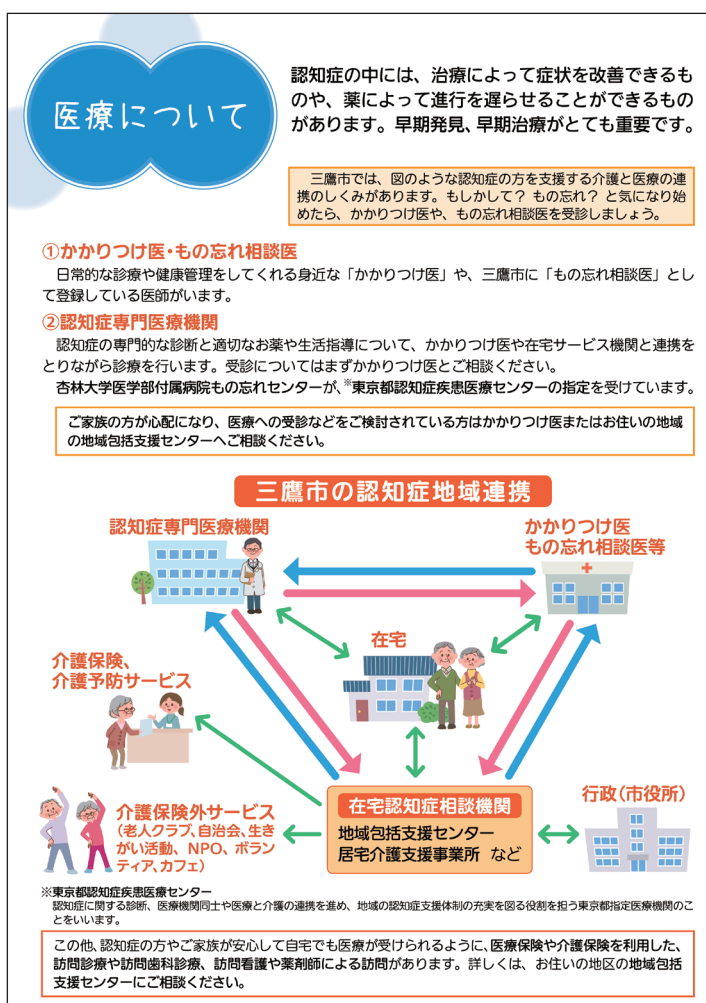 医療について
認知症の中には、治療によって症状を改善できるも
のや、薬によって進行を遅らせることができるもの
があります。早期発見、早期治療がとても重要です。
三鷹市では、図のような認知症の方を支援する介護と医療の連
携のしくみがあります。もしかして? もの忘れ? と気になり始
めたら、かかりつけ医や、もの忘れ相談医を受診しましょう。
①かかりつけ医・もの忘れ相談医
日常的な診療や健康管理をしてくれる身近な「かかりつけ医」や、三鷹市に「もの忘れ相談医」とし
て登録している医師がいます。
②認知症専門医療機関
認知症の専門的な診断と適切なお薬や生活指導について、かかりつけ医や在宅サービス機関と連携を
とりながら診療を行います。受診についてはまずかかりつけ医とご相談ください。
杏林大学医学部付属病院もの忘れセンターが、※東京都認知症疾患医療センターの指定を受けています。
ご家族の方が心配になり、医療への受診などをご検討されている方はかかりつけ医またはお住いの地域
の地域包括支援センターへご相談ください。
三鷹市の認知症地域連携
認知症専門医療機関
かかりつけ医
もの忘れ相談医等
在宅
介護保険、
介護予防サービス
在宅認知症相談機関
地域包括支援センター
居宅介護支援事業所 など
行政(市役所)
介護保険外サービス
(老人クラブ、自治会、生き
がい活動、NPO、ボラン
ティア、カフェ)
※東京都認知症疾患医療センター
認知症に関する診断、医療機関同士や医療と介護の連携を進め、地域の認知症支援体制の充実を図る役割を担う東京都指定医療機関のこ
とをいいます。
この他、認知症の方やご家族が安心して自宅でも医療が受けられるように、医療保険や介護保険を利用した、
訪問診療や訪問歯科診療、訪問看護や薬剤師による訪問があります。詳しくは、お住いの地区の地域包括
支援センターにご相談ください。